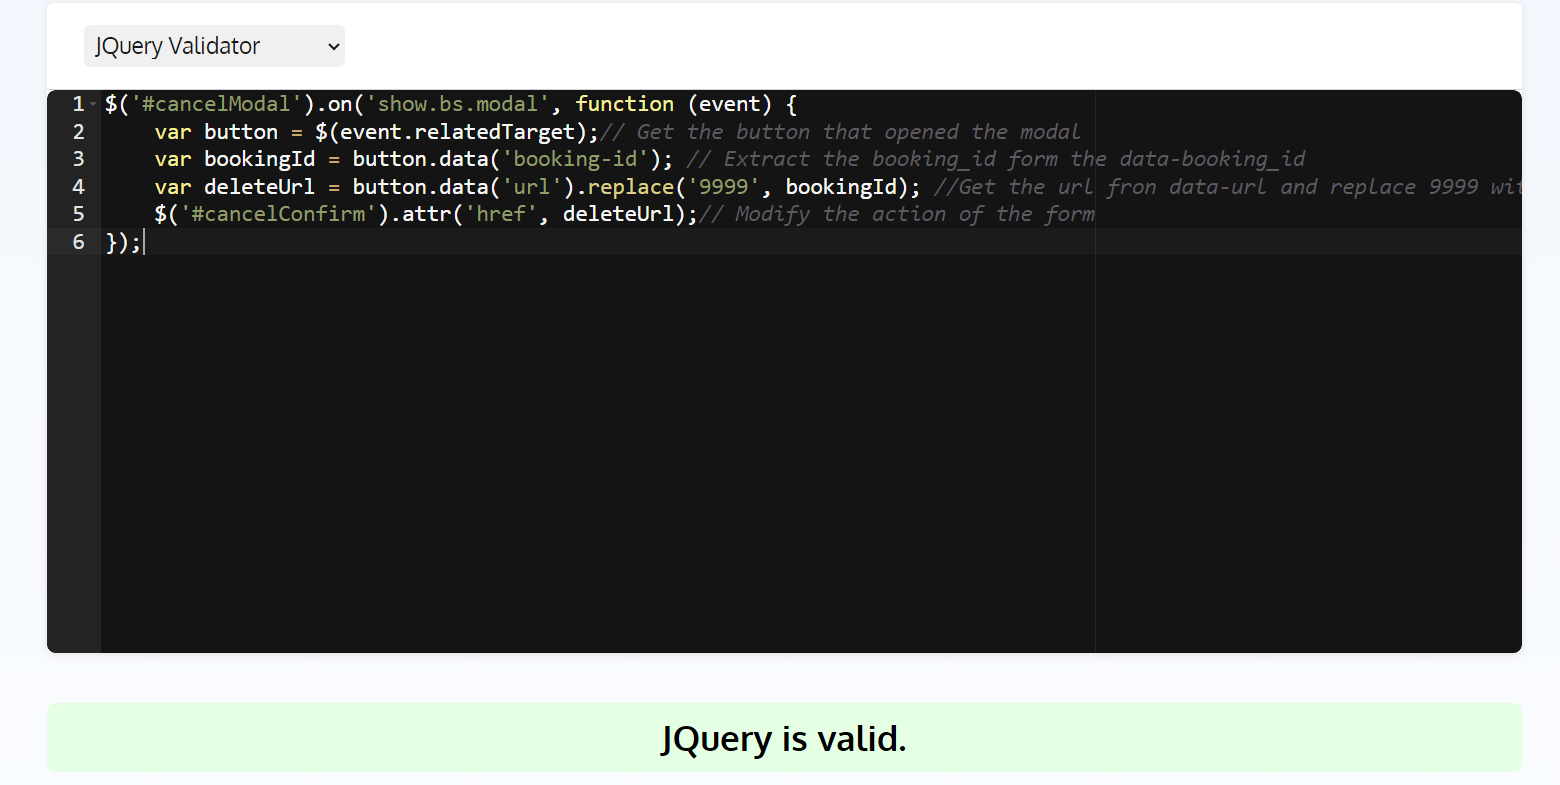 JQuery Validator
1 $('#cancelModal').on('show.bs.modal', function (event) {
2     var button = $(event.relatedTarget);// Get the button that opened the modal
3     var bookingId = button.data('booking-id'); // Extract the booking_id form the data-booking_id
4     var deleteUrl = button.data('url').replace('9999', bookingId); //Get the url fron data-url and replace 9999 wit
5     $('#cancelConfirm').attr('href', deleteUrl);// Modify the action of the form
6 });
JQuery is valid.